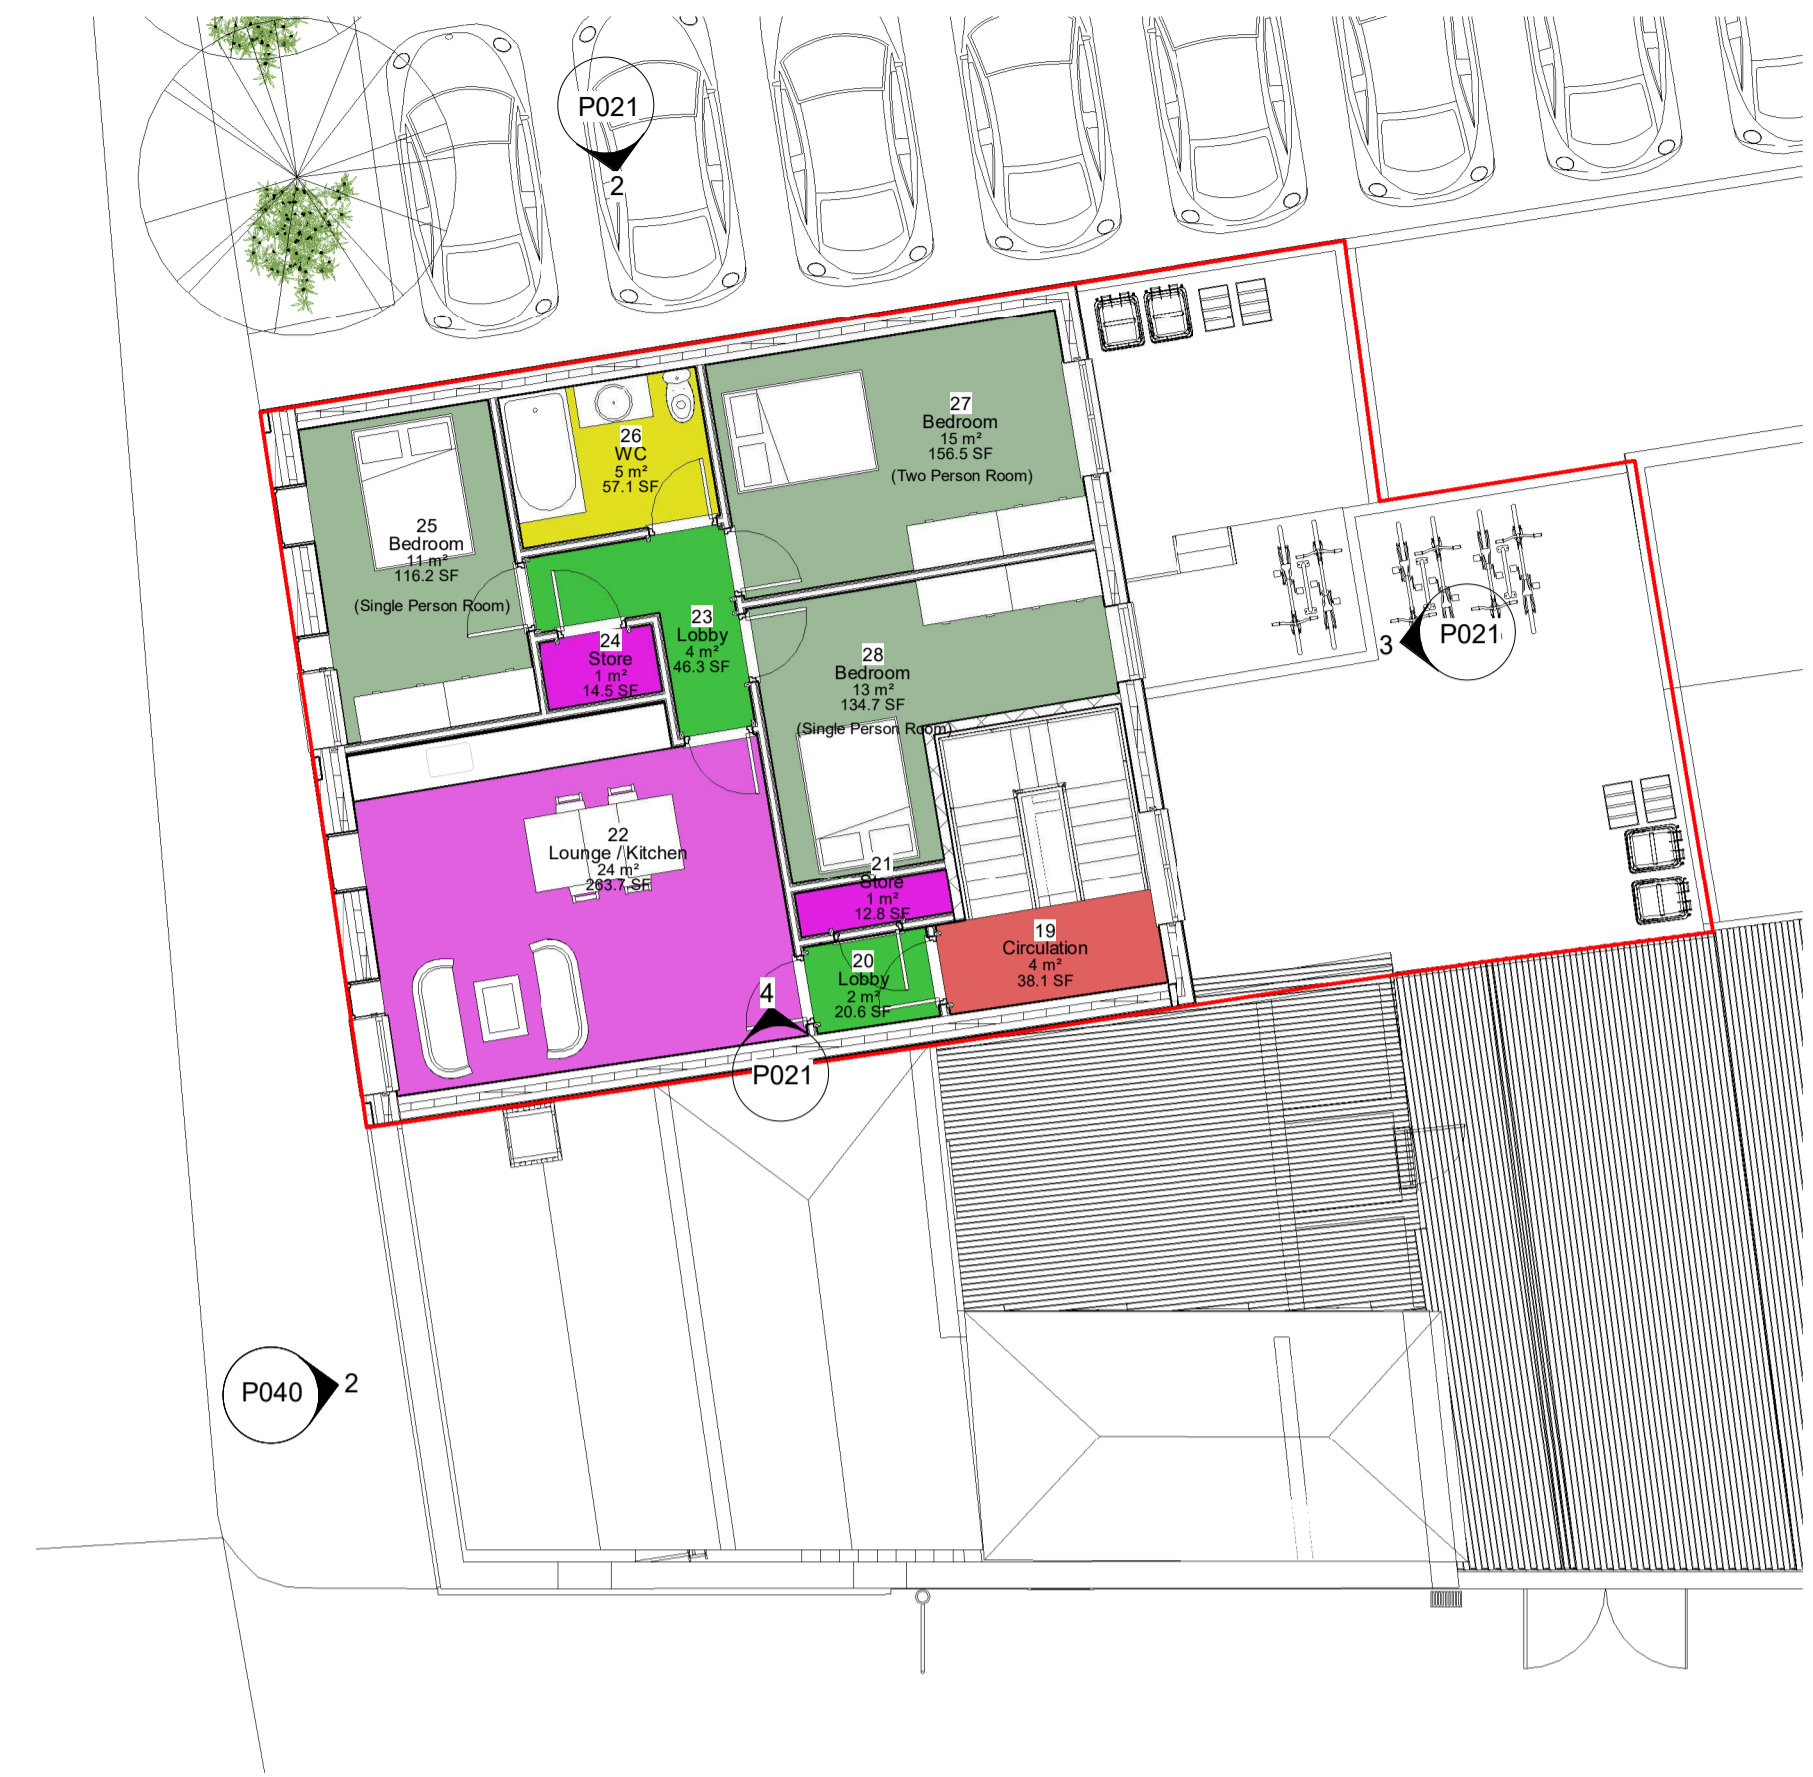 P021
2
27
Bedroom
15 m²
156.5 SF
(Two Person Room)
26
WC
5 m²
57.1 SF
25
Bedroom
11 m²
116.2 SF
(Single Person Room)
23
Lobby
4 m²
46.3 SF
24
Store
1 m²
14.5 SF
28
Bedroom
13 m²
134.7 SF
(Single Person Room)
3
P021
22
Lounge / Kitchen
24 m²
263.7 SF
21
Store
1 m²
12.8 SF
20
Lobby
2 m²
20.6 SF
19
Circulation
4 m²
38.1 SF
4
P021
P040
2